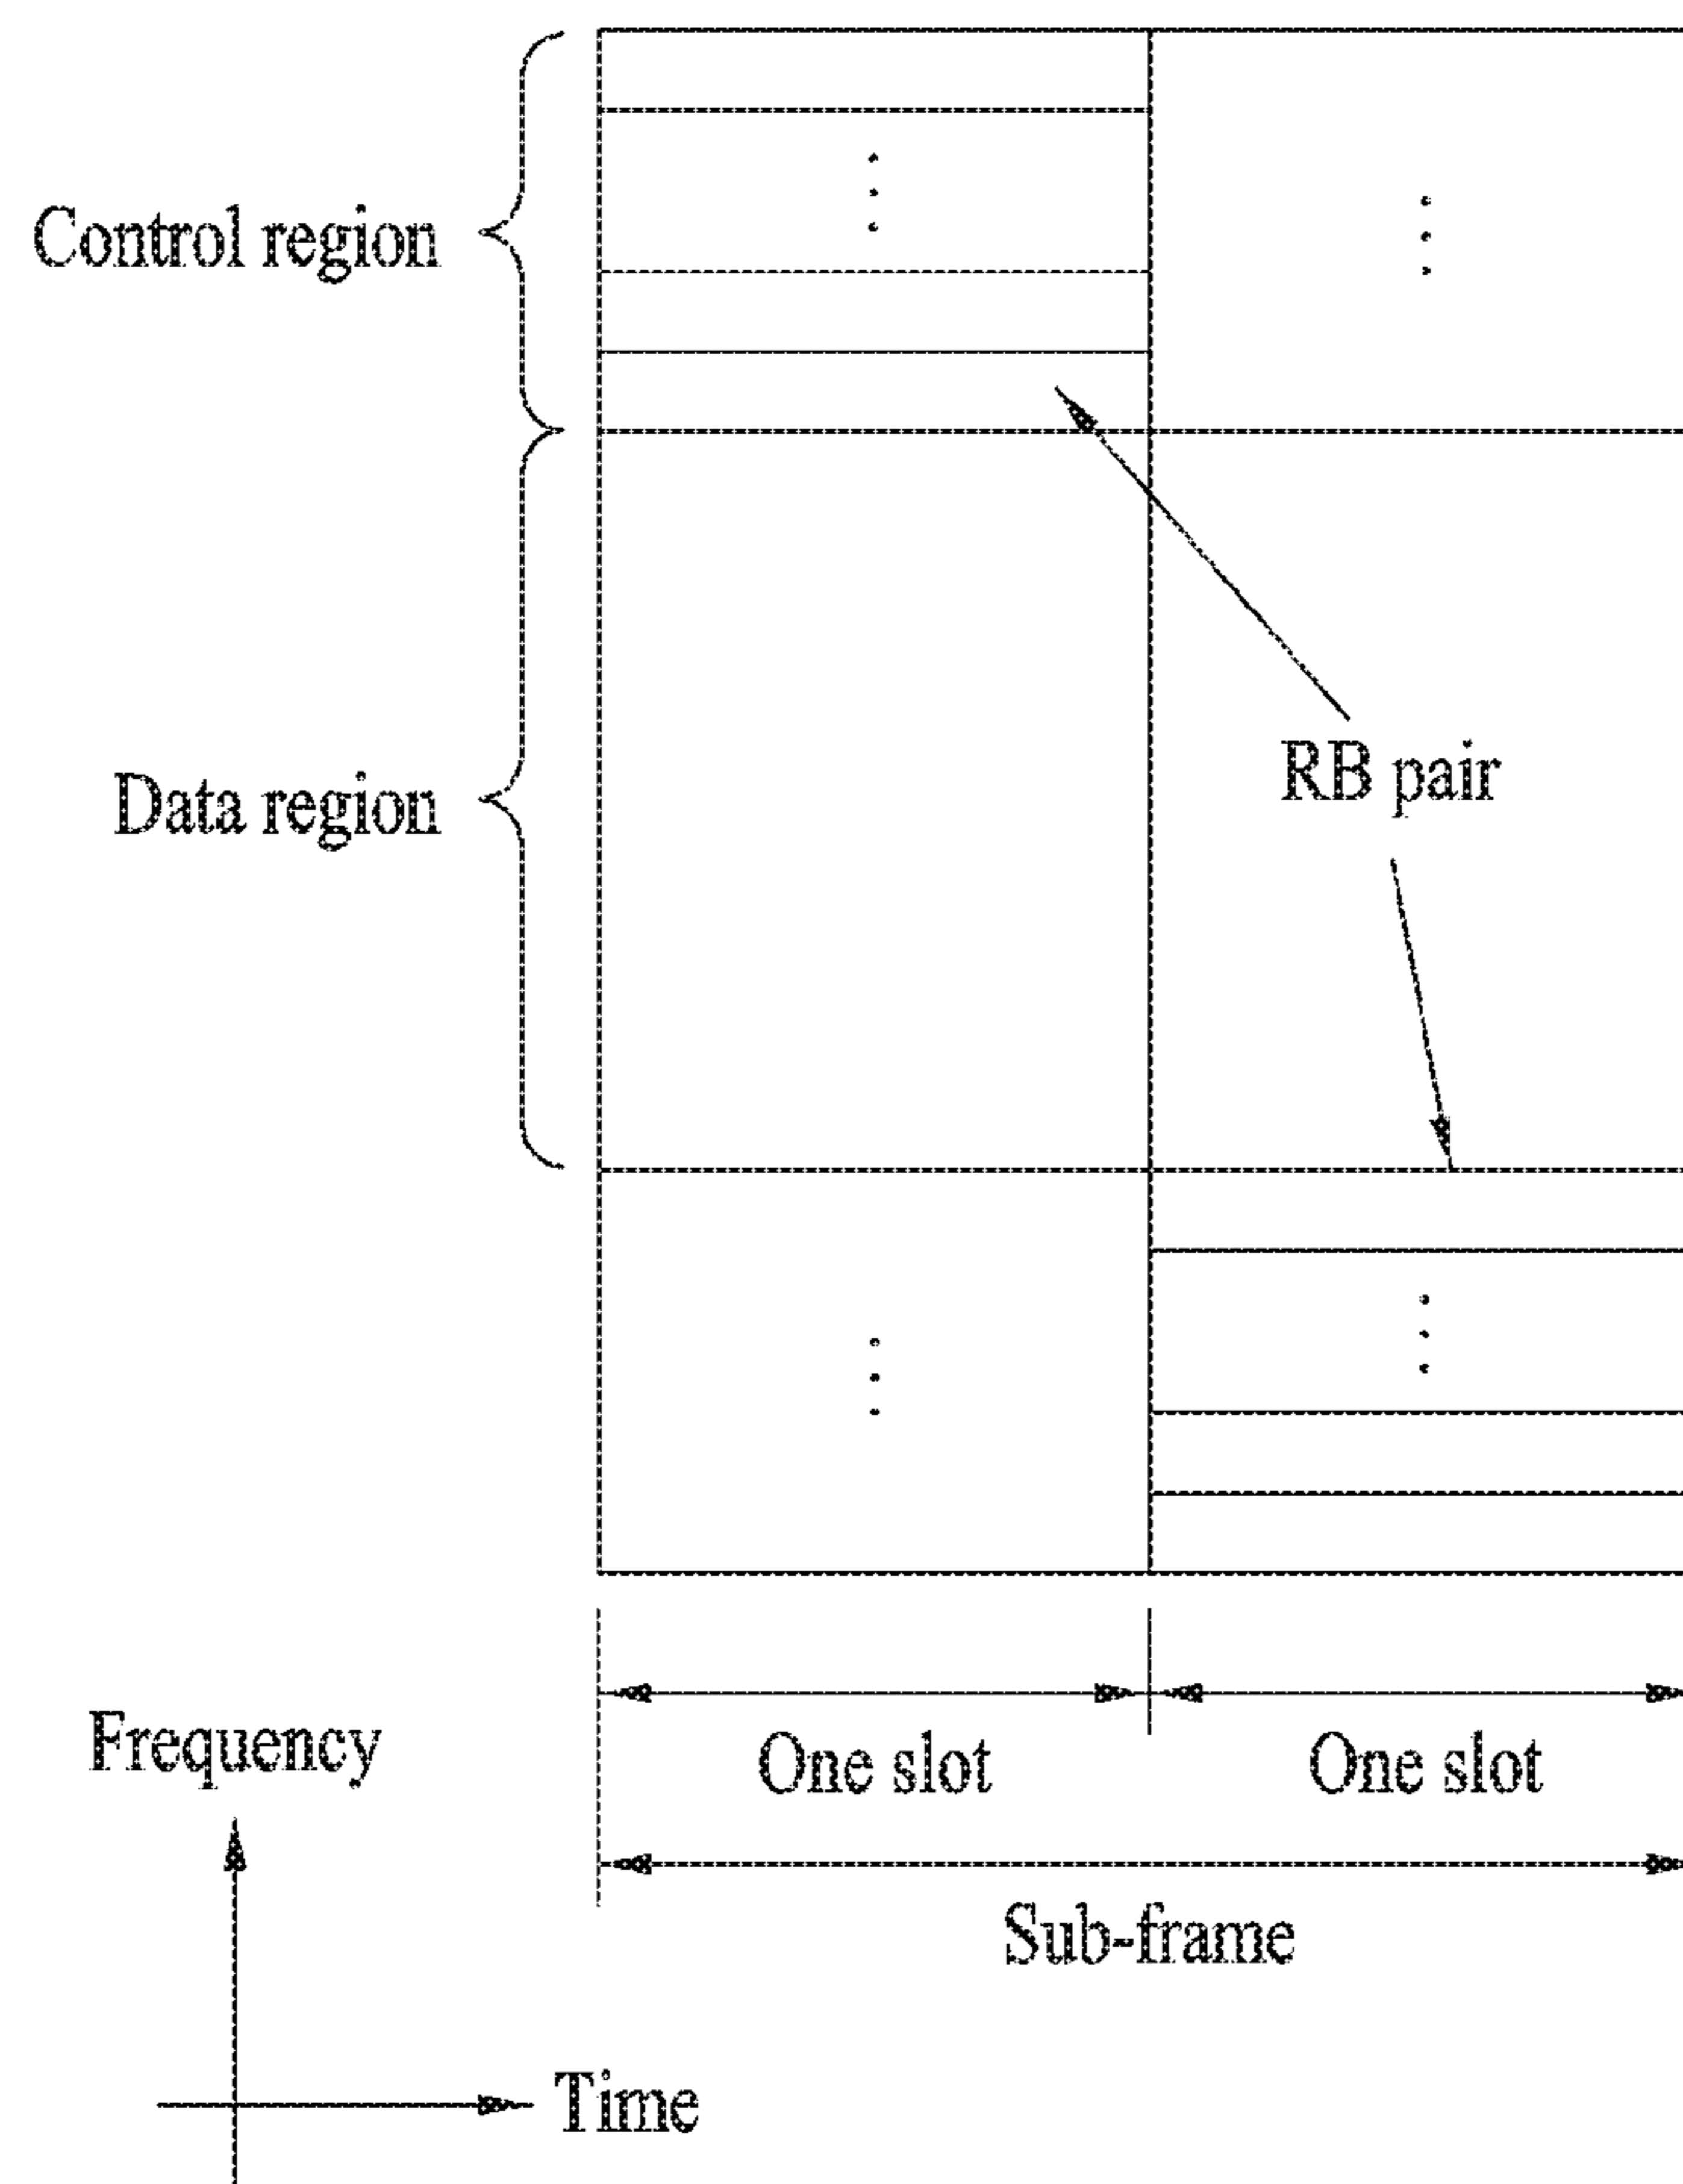 Control region
Data region
RB pair
One slot
One slot
Frequency
Sub-frame
Time